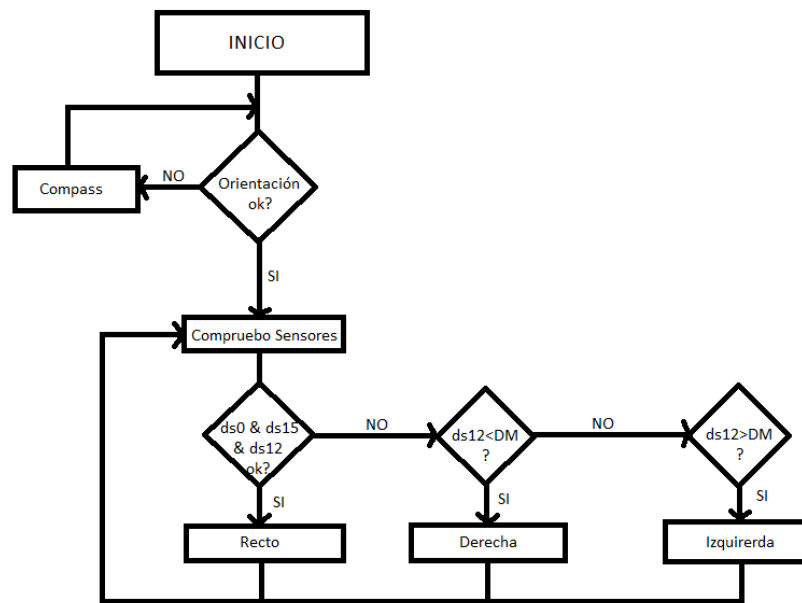 INICIO
Orientación
ok?
NO
Compass
SI
Compruebo Sensores
ds0 & ds15
& ds12
ok?
NO
ds12<DM
?
NO
ds12>DM
?
SI
SI
SI
Recto
Derecha
Izquirerda